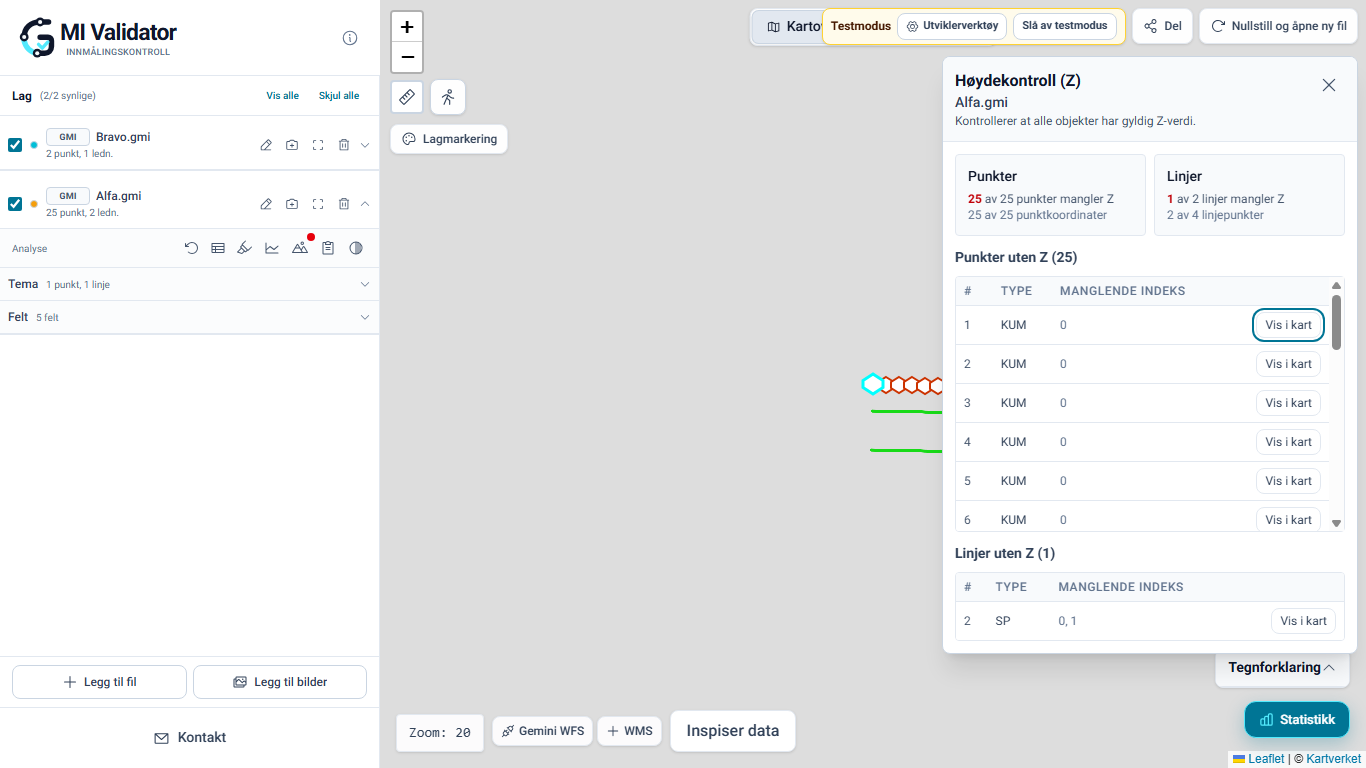 MI Validator
INNMÅLINGSKONTROLL
Lag (2/2 synlige) Vis alle Skjul alle
GMI Bravo.gmi
2 punkt, 1 ledn.
GMI Alfa.gmi
25 punkt, 2 ledn.
Analyse
Tema 1 punkt, 1 linje
Felt 5 felt
+ Legg til fil
Legg til bilder
Kontakt
+
−
Lagmarkering
Testmodus
Utviklerverktøy
Slå av testmodus
Del
Nullstill og åpne ny fil
Høydekontroll (Z)
Alfa.gmi
Kontrollerer at alle objekter har gyldig Z-verdi.
Punkter
25 av 25 punkter mangler Z
25 av 25 punktkoordinater
Linjer
1 av 2 linjer mangler Z
2 av 4 linjepunkter
Punkter uten Z (25)
# TYPE MANGLENDE INDEKS
1 KUM 0 Vis i kart
2 KUM 0 Vis i kart
3 KUM 0 Vis i kart
4 KUM 0 Vis i kart
5 KUM 0 Vis i kart
6 KUM 0 Vis i kart
Linjer uten Z (1)
# TYPE MANGLENDE INDEKS
2 SP 0, 1 Vis i kart
Tegnforklaring
Statistikk
Zoom: 20
Gemini WFS
+ WMS
Inspiser data
Leaflet | © Kartverket